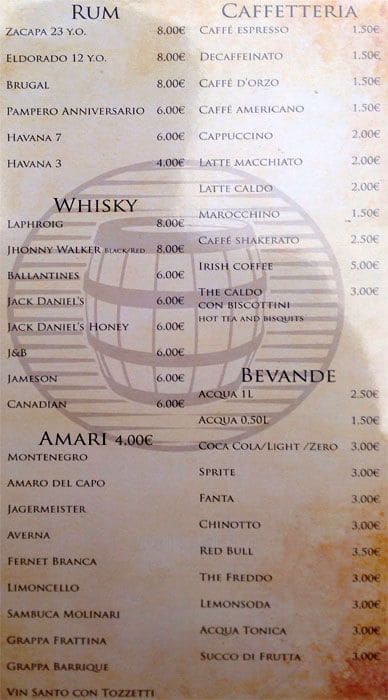 Rum
Zacapa 23 y.o. 8.00€
Eldorado 12 y.o. 8.00€
Brugal 8.00€
Pampero Anniversario 6.00€
Havana 7 6.00€
Havana 3 4.00€
Whisky
Laphroig 8.00€
Jhonny Walker Black/Red 8.00€
Ballantines 6.00€
Jack Daniel's 6.00€
Jack Daniel's Honey 6.00€
J&B 6.00€
Jameson 6.00€
Canadian 6.00€
Amari 4.00€
Montenegro
Amaro del Capo
Jagermeister
Averna
Fernet Branca
Limoncello
Sambuca Molinari
Grappa Frattina
Grappa Barrique
Vin Santo con Tozzetti
Caffetteria
Caffé espresso 1.50€
Decaffeinato 1.50€
Caffé d'orzo 1.50€
Caffé americano 1.50€
Cappuccino 2.00€
Latte macchiato 2.00€
Latte caldo 2.00€
Marocchino 1.50€
Caffé shakerato 2.50€
Irish coffee 5.00€
The caldo 3.00€
con biscottini
hot tea and bisquits
Bevande
Acqua 1L 2.50€
Acqua 0.50L 1.50€
Coca Cola/Light /Zero 3.00€
Sprite 3.00€
Fanta 3.00€
Chinotto 3.00€
Red Bull 3.50€
The Freddo 3.00€
Lemonsoda 3.00€
Acqua Tonica 3.00€
Succo di Frutta 3.00€